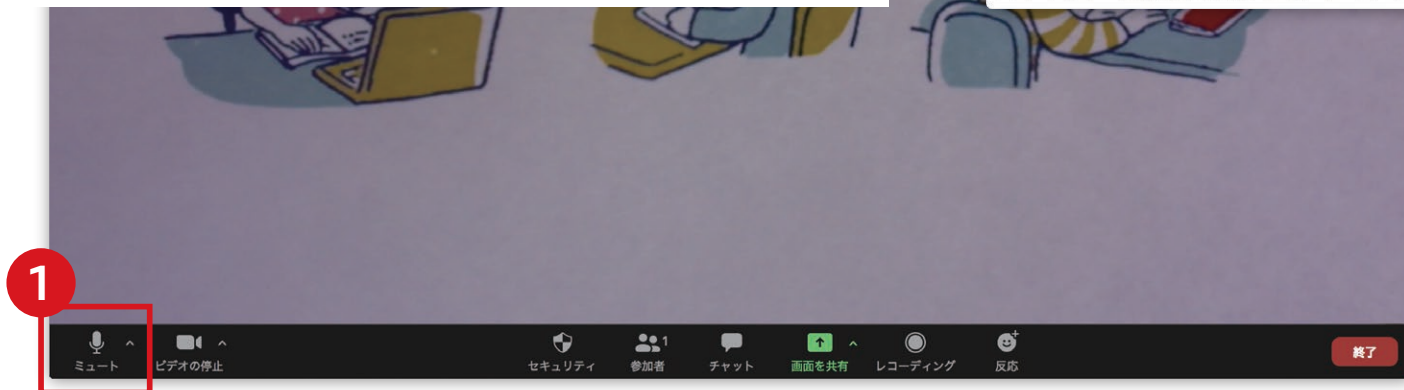 1
ミュート
ビデオの停止
セキュリティ
1
参加者
チャット
画面を共有
レコーディング
反応
終了